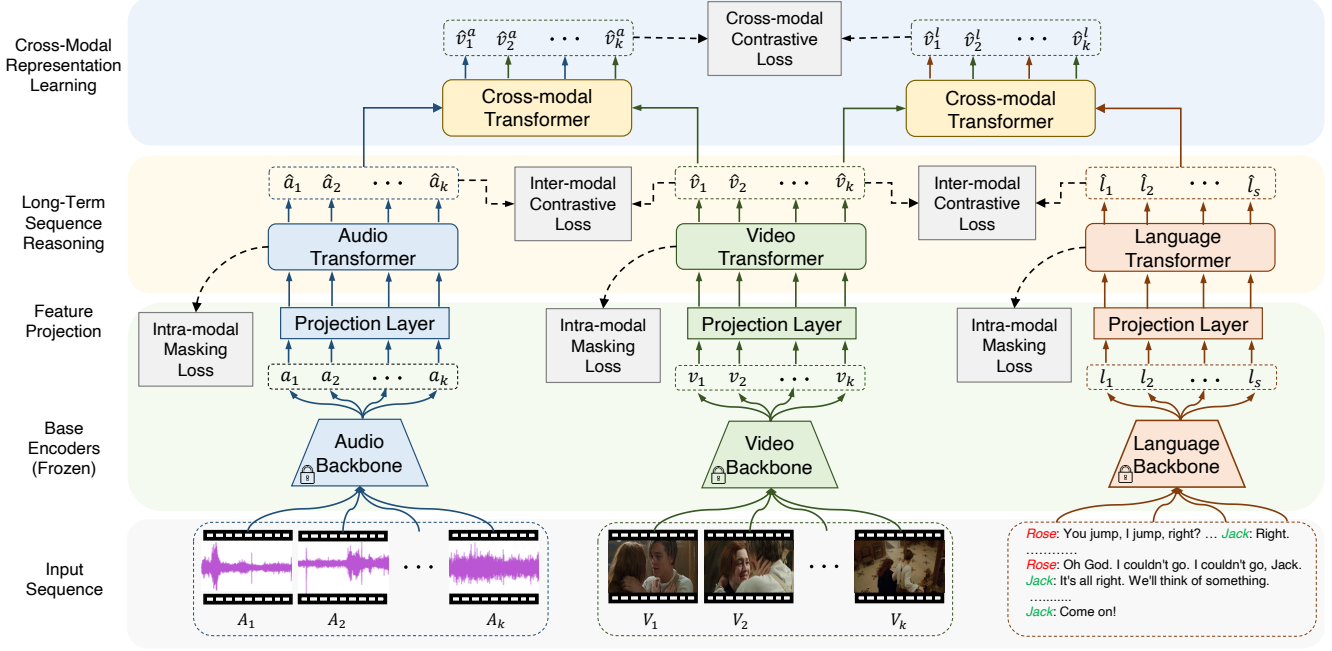 Cross-Modal
Representation
Learning
v̂₁ᵃ v̂₂ᵃ · · · v̂ₖᵃ
Cross-modal
Contrastive
Loss
v̂₁ˡ v̂₂ˡ · · · v̂ₖˡ
Cross-modal
Transformer
Cross-modal
Transformer
Long-Term
Sequence
Reasoning
â₁ â₂ · · · âₖ
Inter-modal
Contrastive
Loss
v̂₁ v̂₂ · · · v̂ₖ
Inter-modal
Contrastive
Loss
l̂₁ l̂₂ · · · l̂ₛ
Audio
Transformer
Video
Transformer
Language
Transformer
Feature
Projection
Intra-modal
Masking
Loss
Projection Layer
Intra-modal
Masking
Loss
Projection Layer
Intra-modal
Masking
Loss
Projection Layer
a₁ a₂ · · · aₖ
v₁ v₂ · · · vₖ
l₁ l₂ · · · lₛ
Base
Encoders
(Frozen)
Audio
Backbone
Video
Backbone
Language
Backbone
Input
Sequence
· · ·
A₁ A₂ Aₖ
· · ·
V₁ V₂ Vₖ
Rose: You jump, I jump, right? ... Jack: Right.
............
Rose: Oh God. I couldn't go. I couldn't go, Jack.
Jack: It's all right. We'll think of something.
............
Jack: Come on!